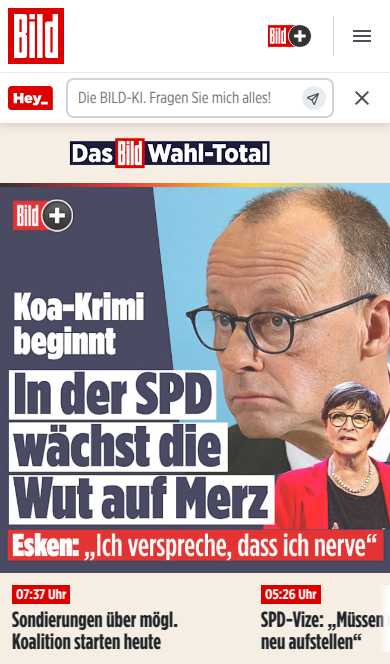 Bild
Bild +
Hey_
Die BILD-KI. Fragen Sie mich alles!
Das Bild Wahl-Total
Bild +
Koa-Krimi
beginnt
In der SPD
wächst die
Wut auf Merz
Esken: „Ich verspreche, dass ich nerve“
07:37 Uhr
Sondierungen über mögl.
Koalition starten heute
05:26 Uhr
SPD-Vize: „Müssen
neu aufstellen“